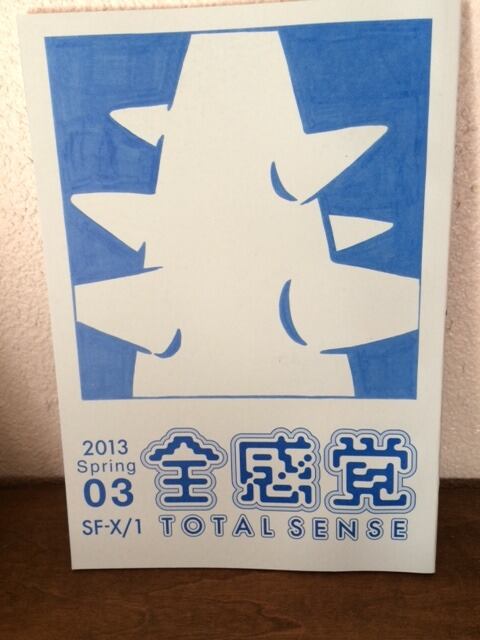 2013
Spring
03
SF-X/1
全感覚
TOTAL SENSE